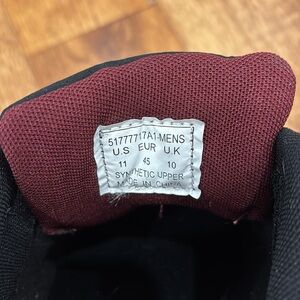 51777717A1-MENS
U.S EUR U.K
11 45 10
SYNTHETIC UPPER
MADE IN CHINA